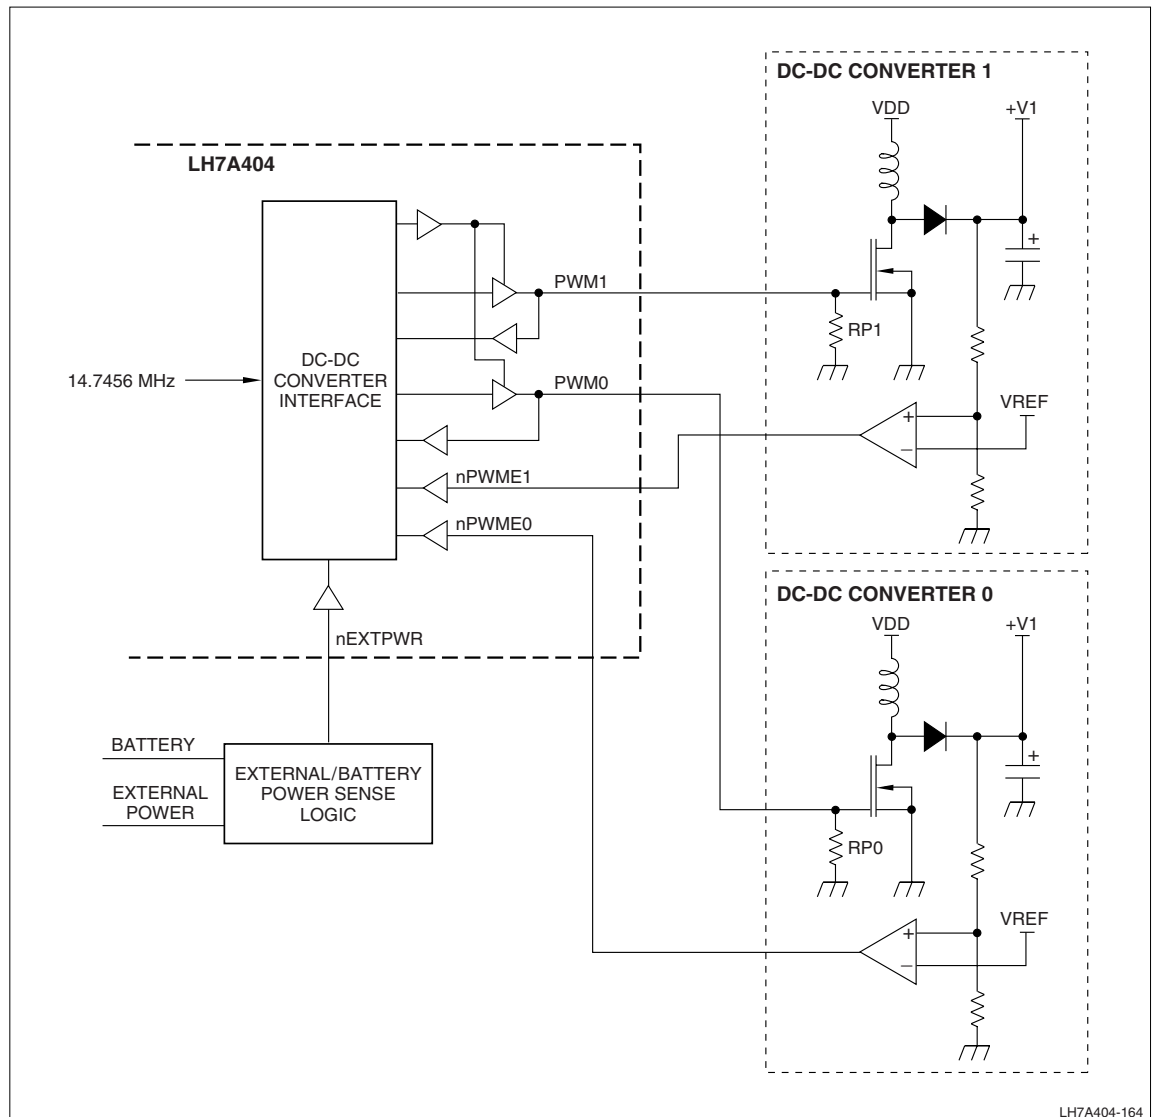 DC-DC CONVERTER 1
VDD
+V1
+
LH7A404
PWM1
RP1
DC-DC
CONVERTER
INTERFACE
14.7456 MHz
PWM0
VREF
+
–
nPWME1
nPWME0
DC-DC CONVERTER 0
VDD
+V1
nEXTPWR
+
BATTERY
EXTERNAL
POWER
EXTERNAL/BATTERY
POWER SENSE
LOGIC
RP0
VREF
+
–
LH7A404-164